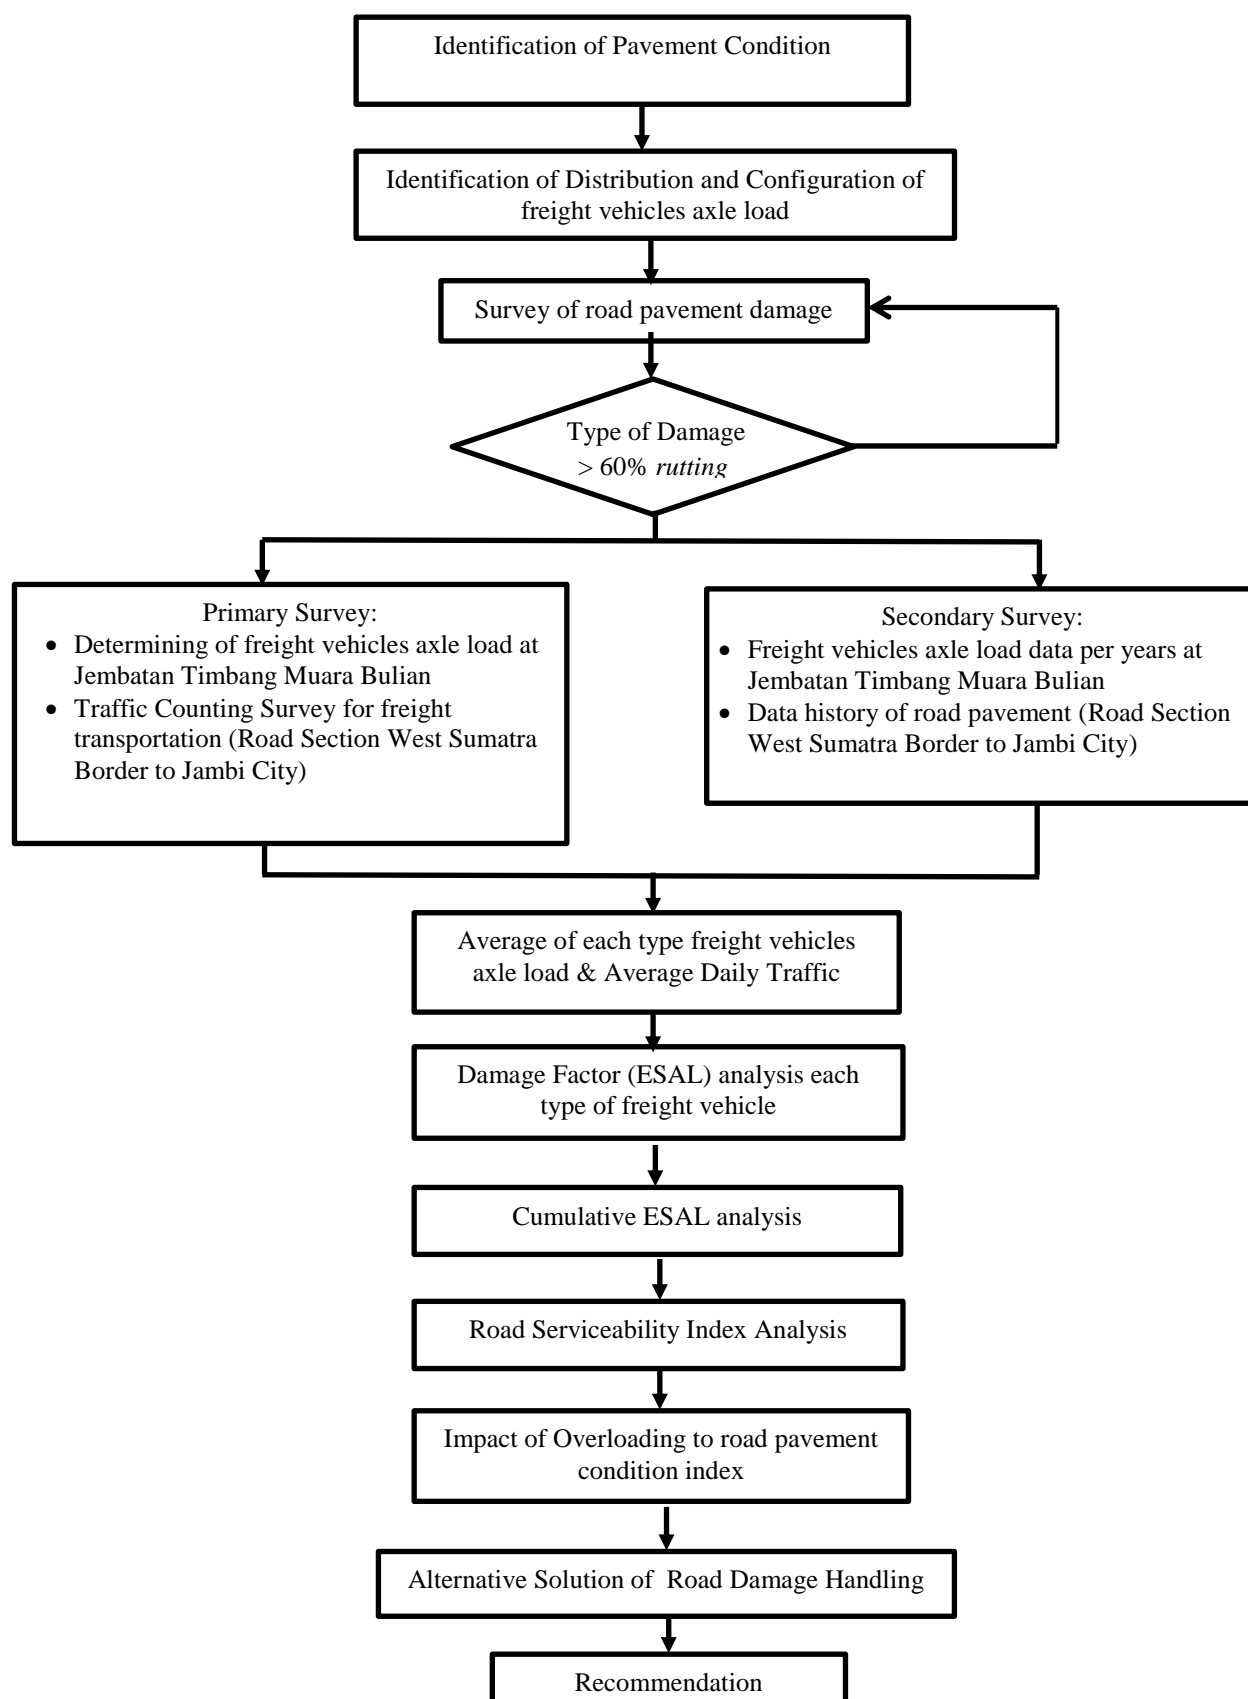 Identification of Pavement Condition
Identification of Distribution and Configuration of
freight vehicles axle load
Survey of road pavement damage
Type of Damage
> 60% rutting
Primary Survey:
• Determining of freight vehicles axle load at
Jembatan Timbang Muara Bulian
• Traffic Counting Survey for freight
transportation (Road Section West Sumatra
Border to Jambi City)
Secondary Survey:
• Freight vehicles axle load data per years at
Jembatan Timbang Muara Bulian
• Data history of road pavement (Road Section
West Sumatra Border to Jambi City)
Average of each type freight vehicles
axle load & Average Daily Traffic
Damage Factor (ESAL) analysis each
type of freight vehicle
Cumulative ESAL analysis
Road Serviceability Index Analysis
Impact of Overloading to road pavement
condition index
Alternative Solution of Road Damage Handling
Recommendation